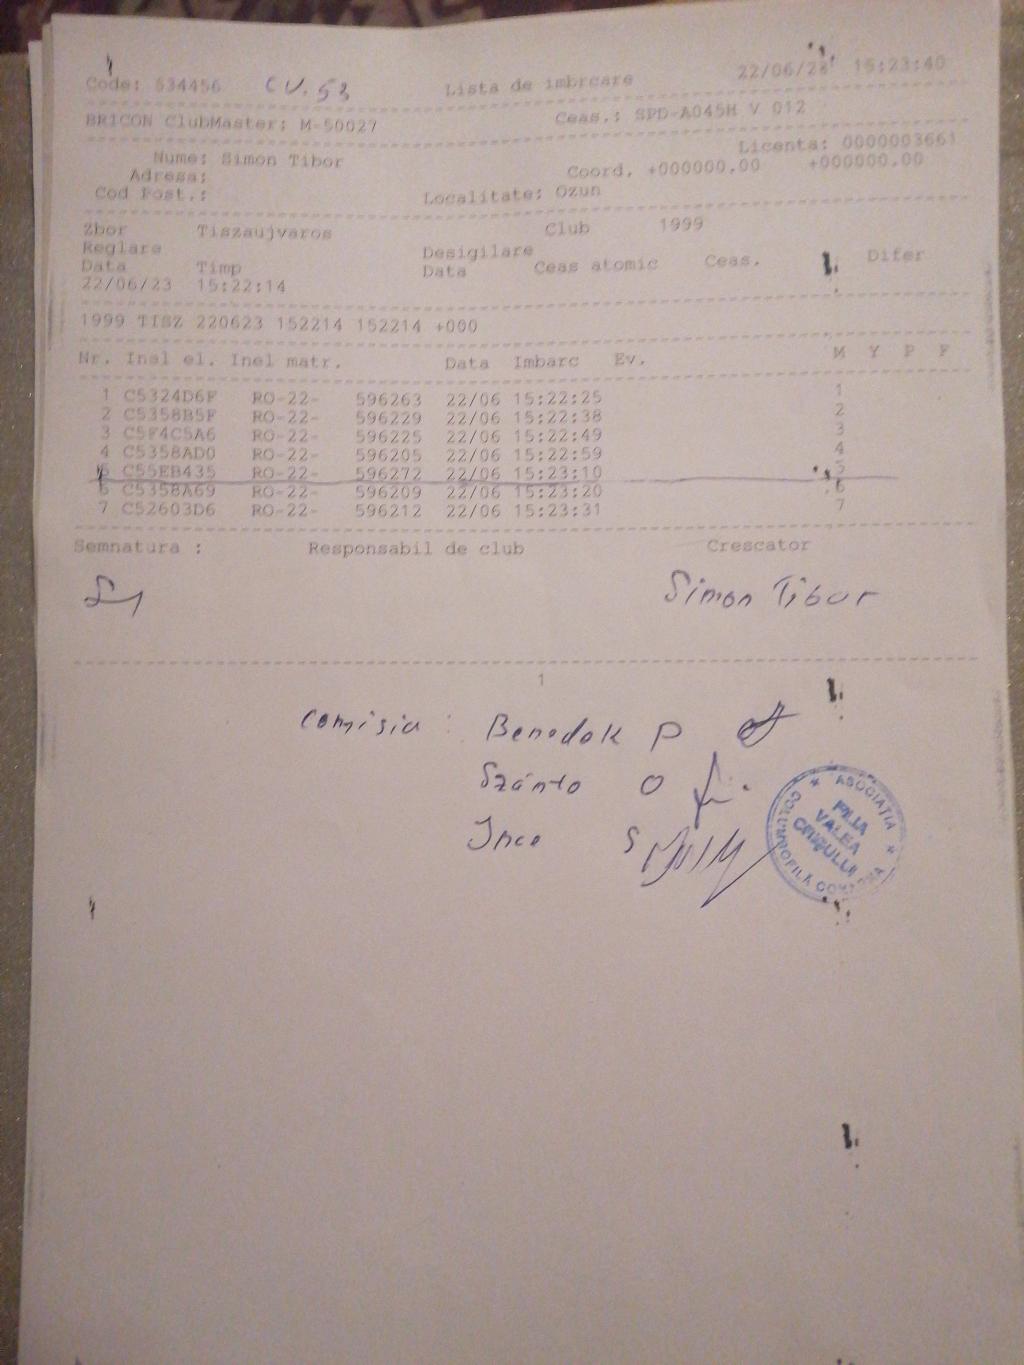 Code: 534456 CU.53 Lista de imbrcare 22/06/23 15:23:40
BRICON ClubMaster: M-50027 Ceas.: SPD-A045H V 012
Licenta: 0000003661
Nume: Simon Tibor
Adresa: Coord. +000000.00 +000000.00
Cod Post.: Localitate: Ozun
Zbor Tiszaujvaros Club 1999
Reglare Desigilare
Data Timp Data Ceas atomic Ceas. Difer
22/06/23 15:22:14
1999 TISZ 220623 152214 152214 +000
Nr. Inel el. Inel matr. Data Imbarc Ev. M Y P F
1 C5324D6F RO-22- 596263 22/06 15:22:25 1
2 C5358B5F RO-22- 596229 22/06 15:22:38 2
3 C5F4C5A6 RO-22- 596225 22/06 15:22:49 3
4 C5358AD0 RO-22- 596205 22/06 15:22:59 4
5 C55EB435 RO-22- 596272 22/06 15:23:10 5
6 C5358A69 RO-22- 596209 22/06 15:23:20 6
7 C52603D6 RO-22- 596212 22/06 15:23:31 7
Semnatura : Responsabil de club Crescator
Simon Tibor
1
Comisia : Benedek P
Szánto O
Ince S
ASOCIAȚIA
COLUMBOFILĂ
FILIA
VALEA
CRIȘULUI